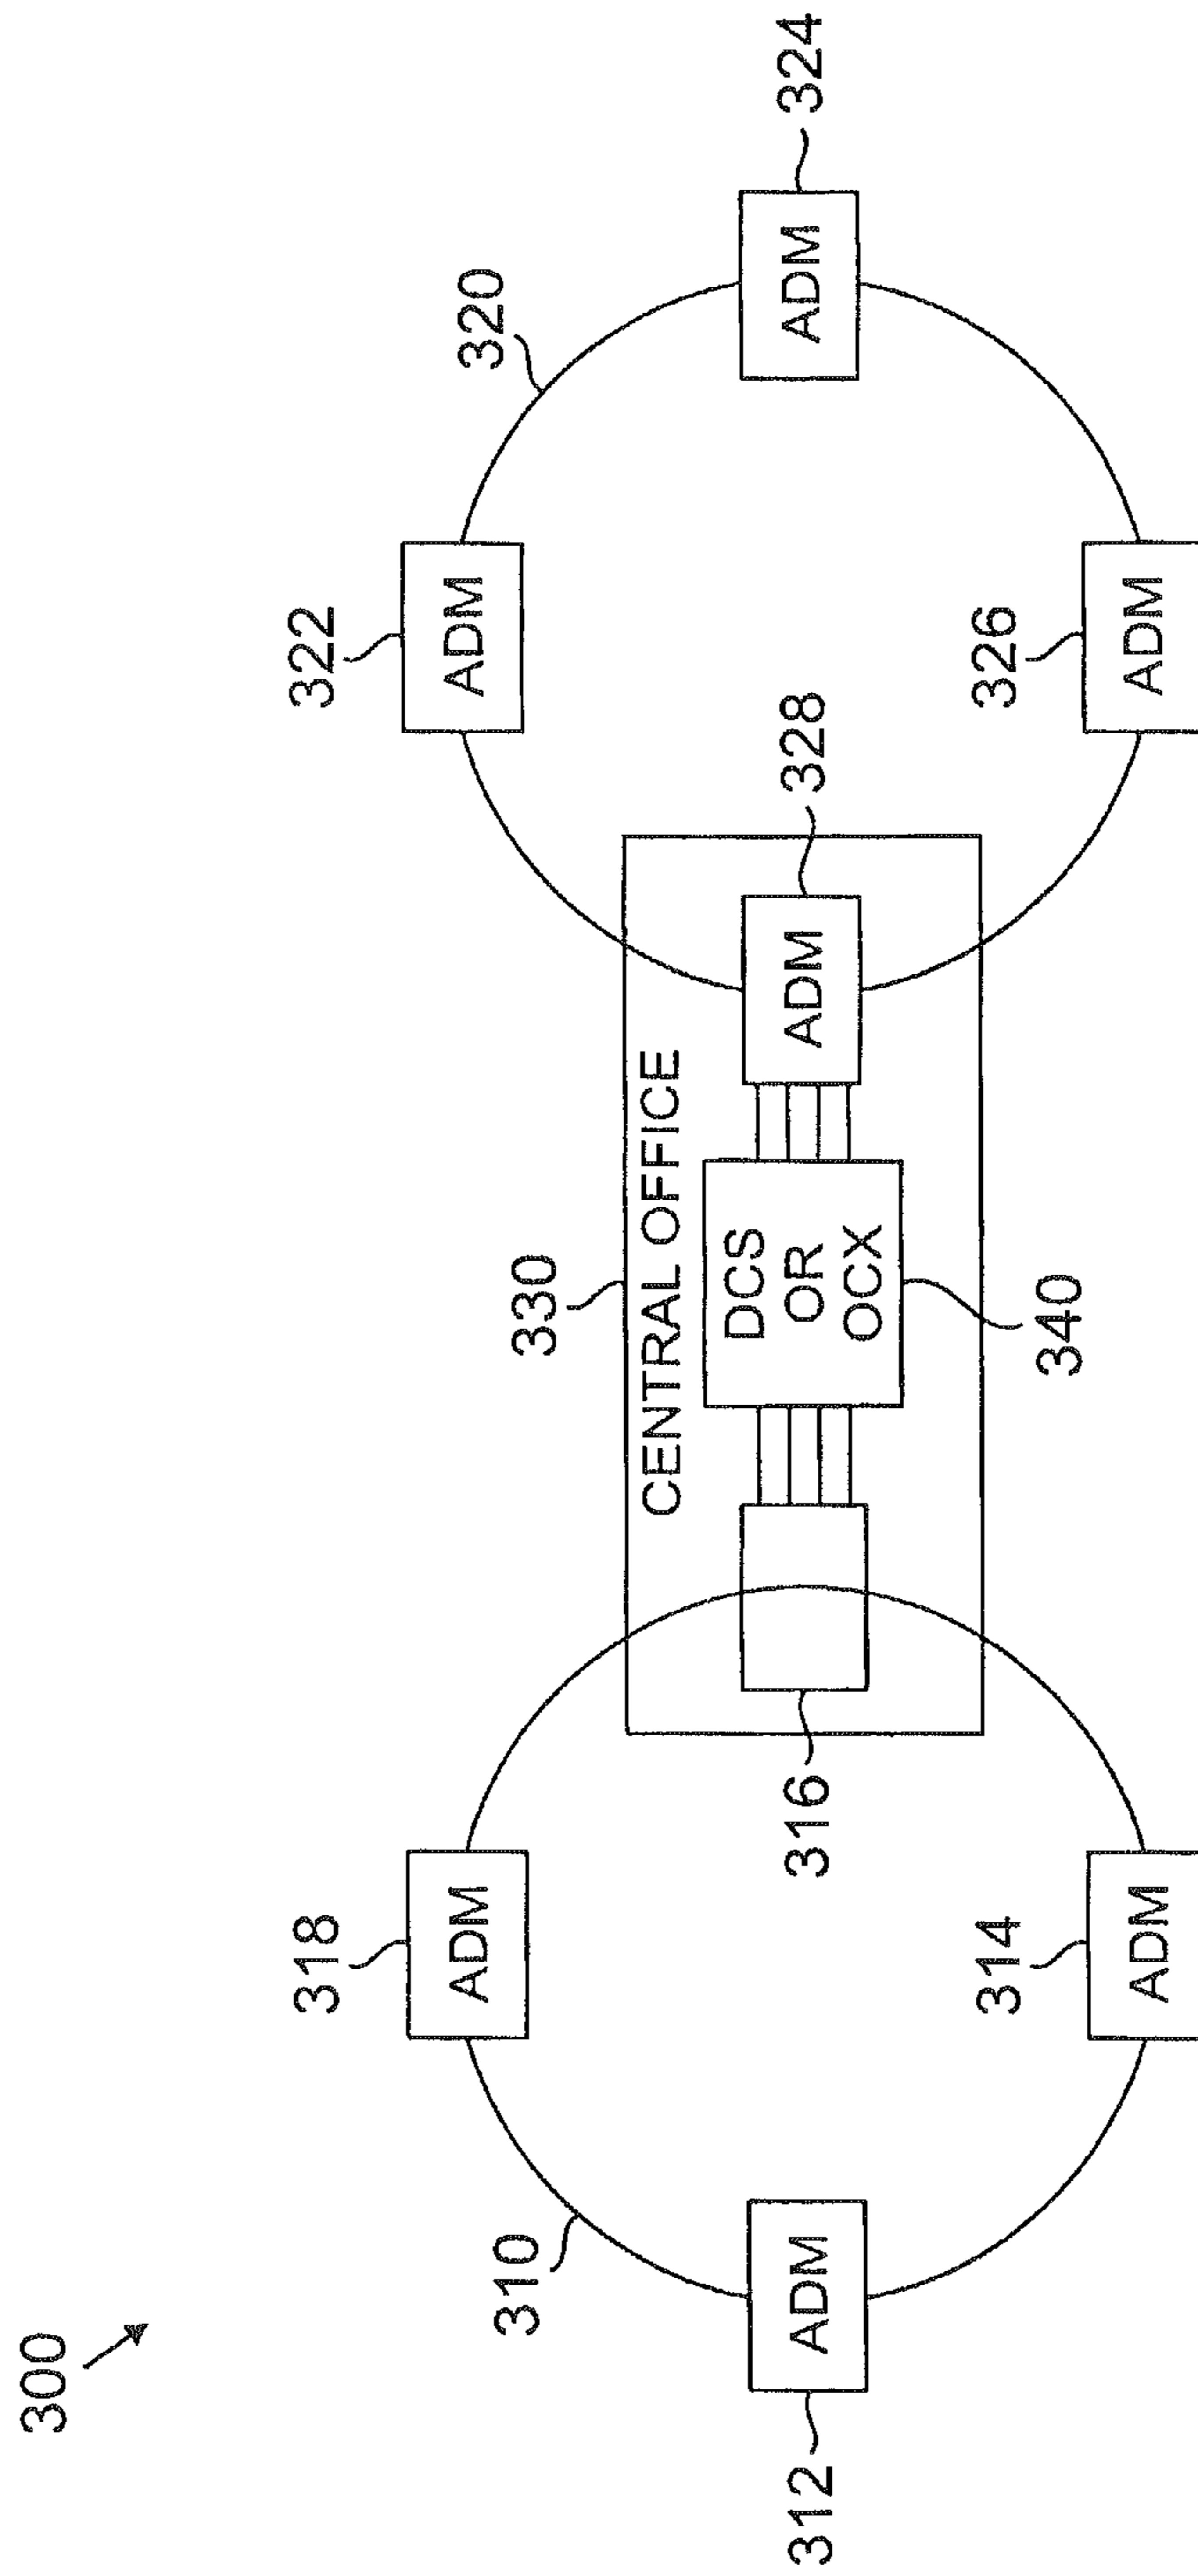 300
310
312
318
ADM
ADM
314
ADM
316
330
CENTRAL OFFICE
DCS
OR
OCX
340
328
ADM
322
ADM
320
324
ADM
326
ADM